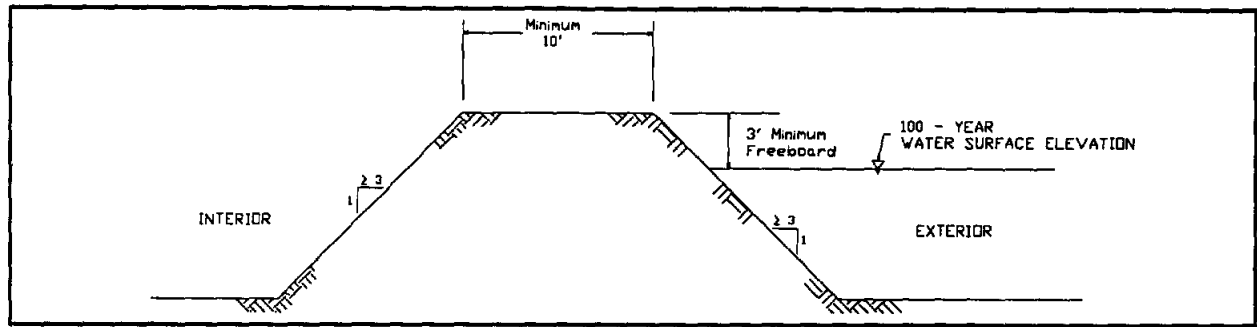 Minimum
10'
3' Minimum
Freeboard
100 - YEAR
WATER SURFACE ELEVATION
≥ 3
1
INTERIOR
≥ 3
1
EXTERIOR